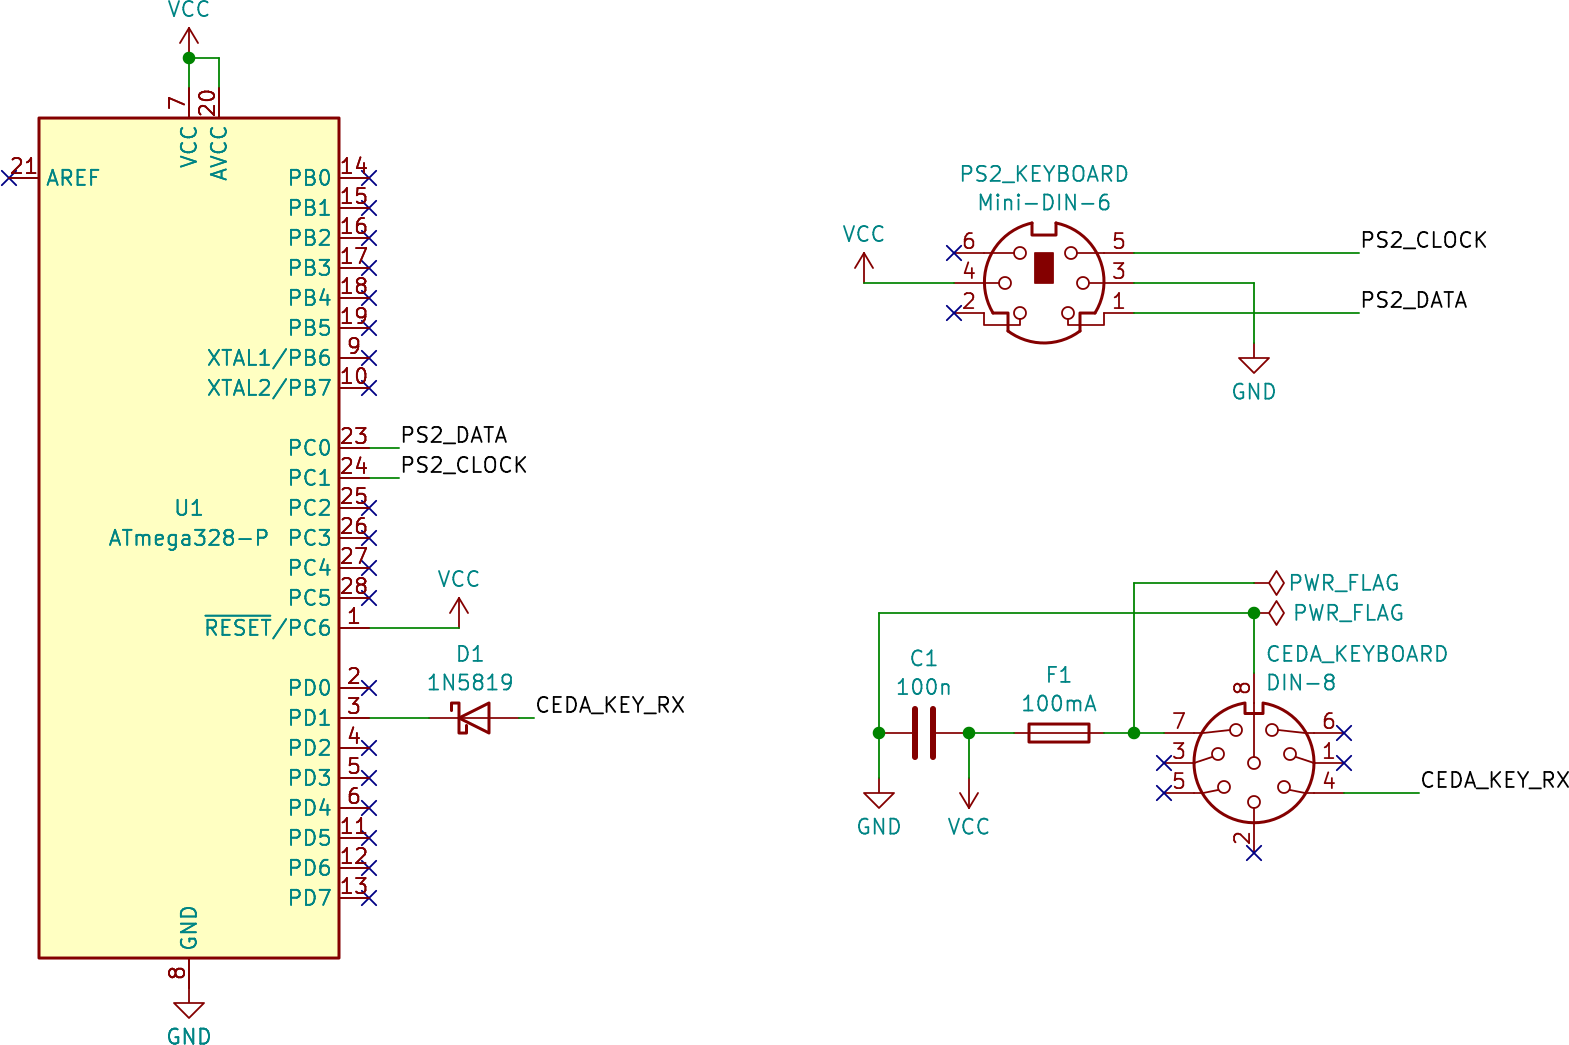 VCC
7
20
VCC
AVCC
21
AREF
PB0
14
PB1
15
PB2
16
PB3
17
PB4
18
PB5
19
XTAL1/PB6
9
XTAL2/PB7
10
PC0
23
PS2_DATA
PC1
24
PS2_CLOCK
PC2
25
PC3
26
PC4
27
PC5
28
RESET/PC6
1
VCC
U1
ATmega328-P
PD0
2
PD1
3
PD2
4
PD3
5
PD4
6
PD5
11
PD6
12
PD7
13
D1
1N5819
CEDA_KEY_RX
GND
8
GND
PS2_KEYBOARD
Mini-DIN-6
VCC
6
4
2
5
3
1
PS2_CLOCK
PS2_DATA
GND
PWR_FLAG
PWR_FLAG
CEDA_KEYBOARD
DIN-8
C1
100n
F1
100mA
GND
VCC
8
7
3
5
6
1
4
2
CEDA_KEY_RX